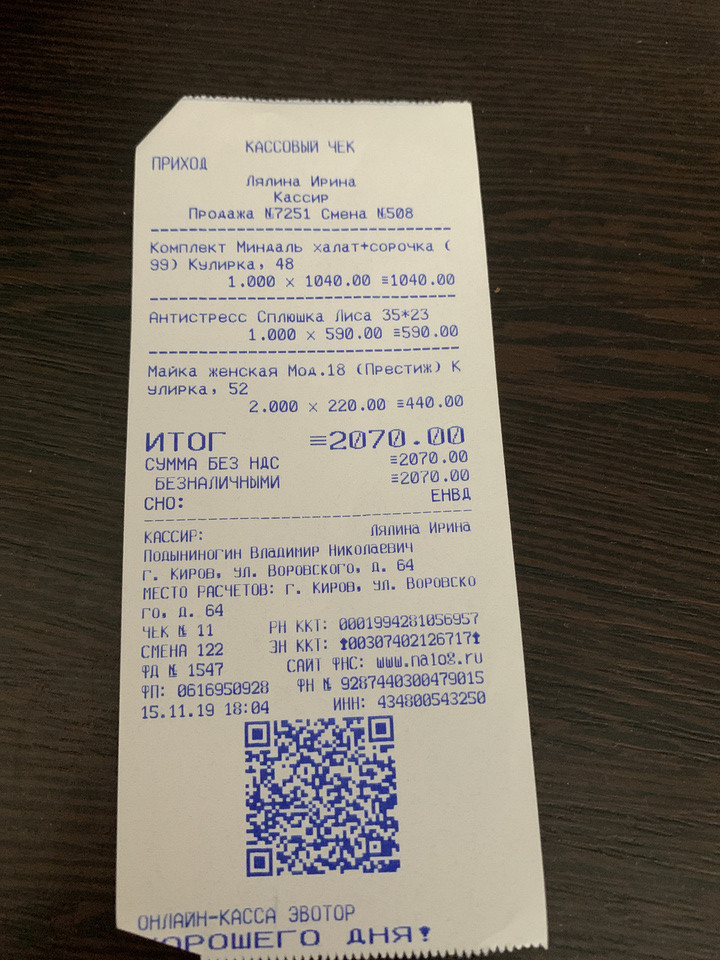 КАССОВЫЙ ЧЕК
ПРИХОД
Лялина Ирина
Кассир
Продажа №7251 Смена №508
Комплект Миндаль халат+сорочка (
99) Кулирка, 48
1.000 × 1040.00 ≡1040.00
Антистресс Сплюшка Лиса 35*23
1.000 × 590.00 ≡590.00
Майка женская Мод.18 (Престиж) К
улирка, 52
2.000 × 220.00 ≡440.00
ИТОГ ≡2070.00
СУММА БЕЗ НДС ≡2070.00
БЕЗНАЛИЧНЫМИ ≡2070.00
СНО: ЕНВД
КАССИР: Лялина Ирина
Подыниногин Владимир Николаевич
г. Киров, ул. Воровского, д. 64
МЕСТО РАСЧЕТОВ: г. Киров, ул. Воровско
го, д. 64
ЧЕК № 11 РН ККТ: 0001994281056957
СМЕНА 122 ЗН ККТ: 00307402126717
ФД № 1547 САЙТ ФНС: www.nalog.ru
ФП: 0616950928 ФН № 9287440300479015
15.11.19 18:04 ИНН: 434800543250
ОНЛАЙН-КАССА ЭВОТОР
ХОРОШЕГО ДНЯ!